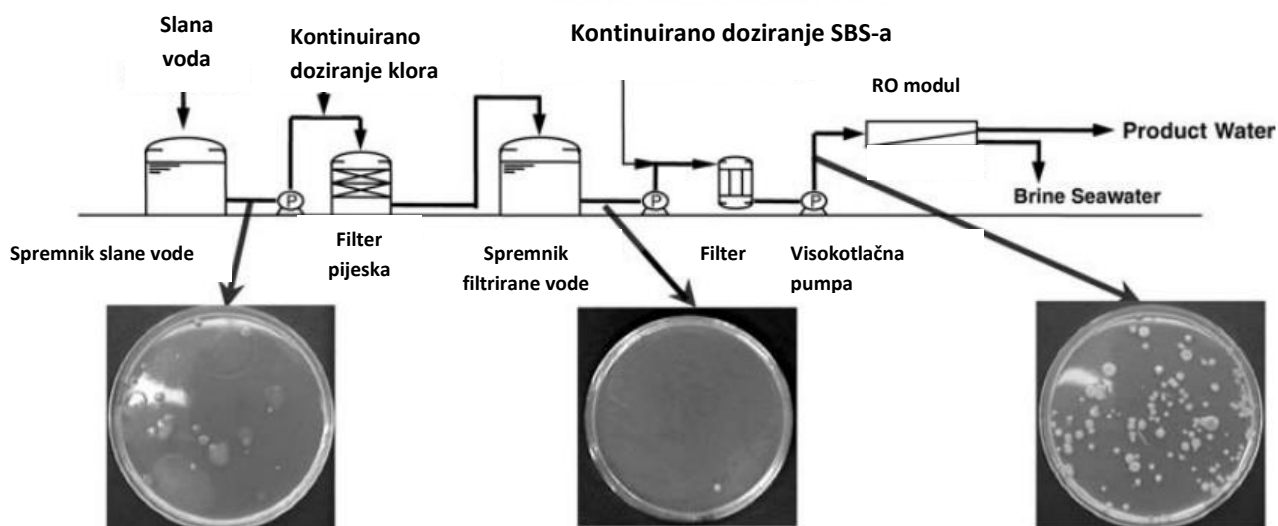 Slana
voda
Kontinuirano
doziranje klora
Kontinuirano doziranje SBS-a
RO modul
Product Water
P
P
P
Brine Seawater
Spremnik slane vode
Filter
pijeska
Spremnik
filtrirane vode
Filter
Visokotlačna
pumpa